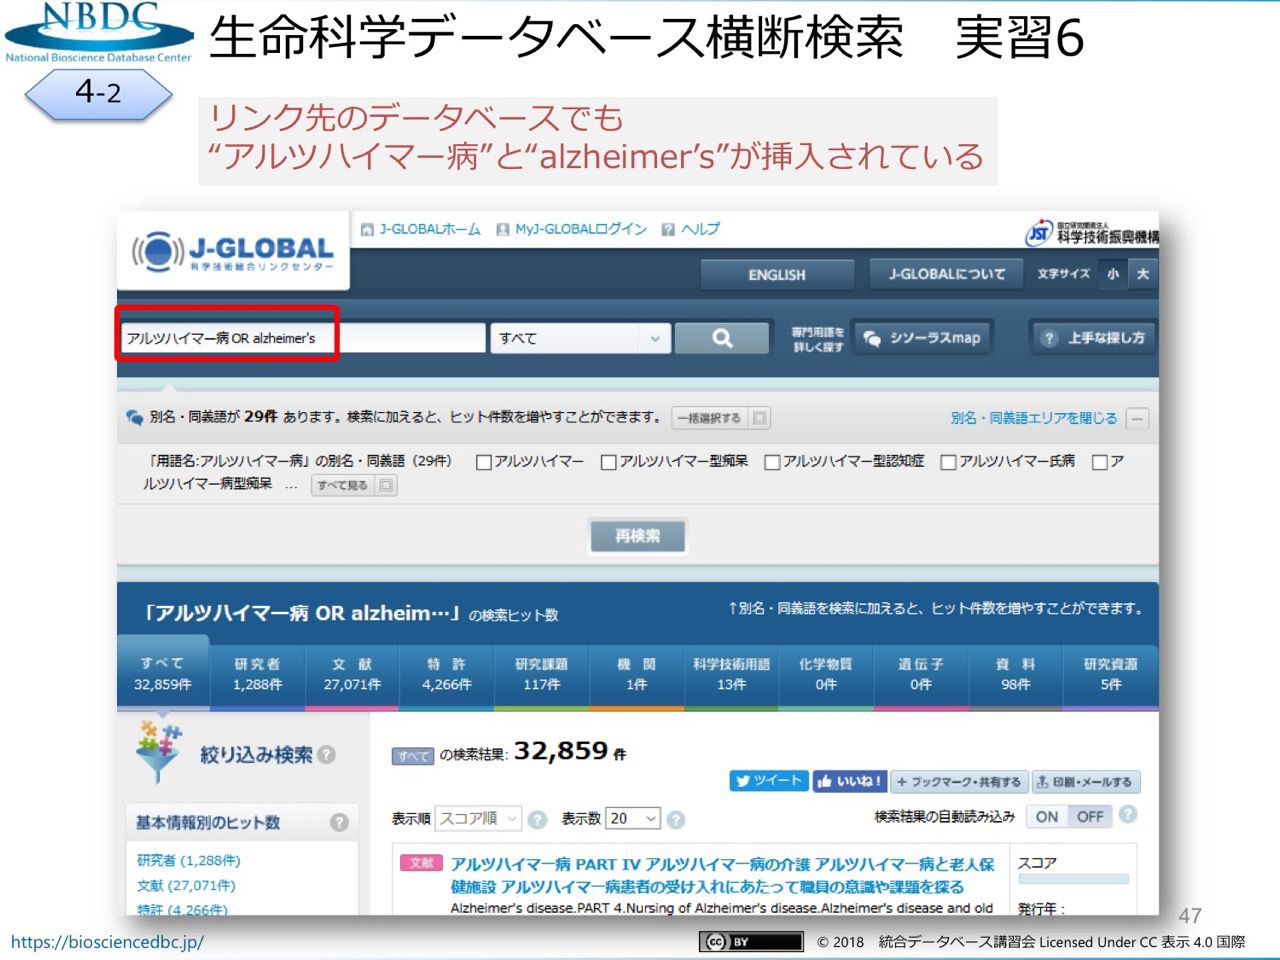 NBDC
National Bioscience Database Center
生命科学データベース横断検索　実習6
4-2
リンク先のデータベースでも
“アルツハイマー病”と“alzheimer’s”が挿入されている
J-GLOBAL
科学技術総合リンクセンター
J-GLOBALホーム MyJ-GLOBALログイン ヘルプ
JST 国立研究開発法人
科学技術振興機構
ENGLISH J-GLOBALについて 文字サイズ 小 大
アルツハイマー病 OR alzheimer's すべて 専門用語を
詳しく探す シソーラスmap ? 上手な探し方
別名・同義語が 29件 あります。検索に加えると、ヒット件数を増やすことができます。 一括選択する 別名・同義語エリアを閉じる
「用語名:アルツハイマー病」の別名・同義語（29件） アルツハイマー アルツハイマー型痴呆 アルツハイマー型認知症 アルツハイマー氏病 ア
ルツハイマー病型痴呆 … すべて見る
再検索
「アルツハイマー病 OR alzheim…」の検索ヒット数 ↑別名・同義語を検索に加えると、ヒット件数を増やすことができます。
すべて 研究者 文 献 特 許 研究課題 機 関 科学技術用語 化学物質 遺伝子 資 料 研究資源
32,859件 1,288件 27,071件 4,266件 117件 1件 13件 0件 0件 98件 5件
絞り込み検索 ?
すべて の検索結果: 32,859 件
ツイート いいね! + ブックマーク・共有する 印刷・メールする
基本情報別のヒット数 ?
表示順 スコア順 ? 表示数 20 ? 検索結果の自動読み込み ON OFF ?
研究者 (1,288件)
文献 (27,071件)
特許 (4,266件)
文献 アルツハイマー病 PART IV アルツハイマー病の介護 アルツハイマー病と老人保
健施設 アルツハイマー病患者の受け入れにあたって職員の意識や課題を探る
Alzheimer's disease.PART 4.Nursing of Alzheimer's disease.Alzheimer's disease and old
スコア
発行年：
47
https://biosciencedbc.jp/
cc BY © 2018　統合データベース講習会 Licensed Under CC 表示 4.0 国際